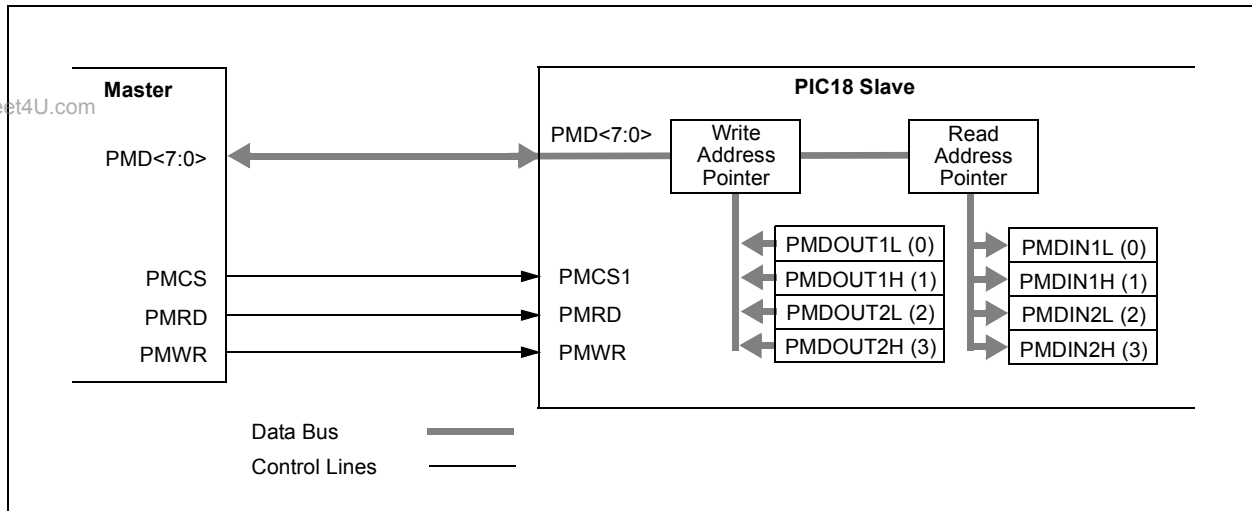 Master
PIC18 Slave
eet4U.com
PMD<7:0>
PMD<7:0>
Write
Address
Pointer
Read
Address
Pointer
PMDOUT1L (0)
PMDOUT1H (1)
PMDOUT2L (2)
PMDOUT2H (3)
PMDIN1L (0)
PMDIN1H (1)
PMDIN2L (2)
PMDIN2H (3)
PMCS
PMCS1
PMRD
PMRD
PMWR
PMWR
Data Bus
Control Lines